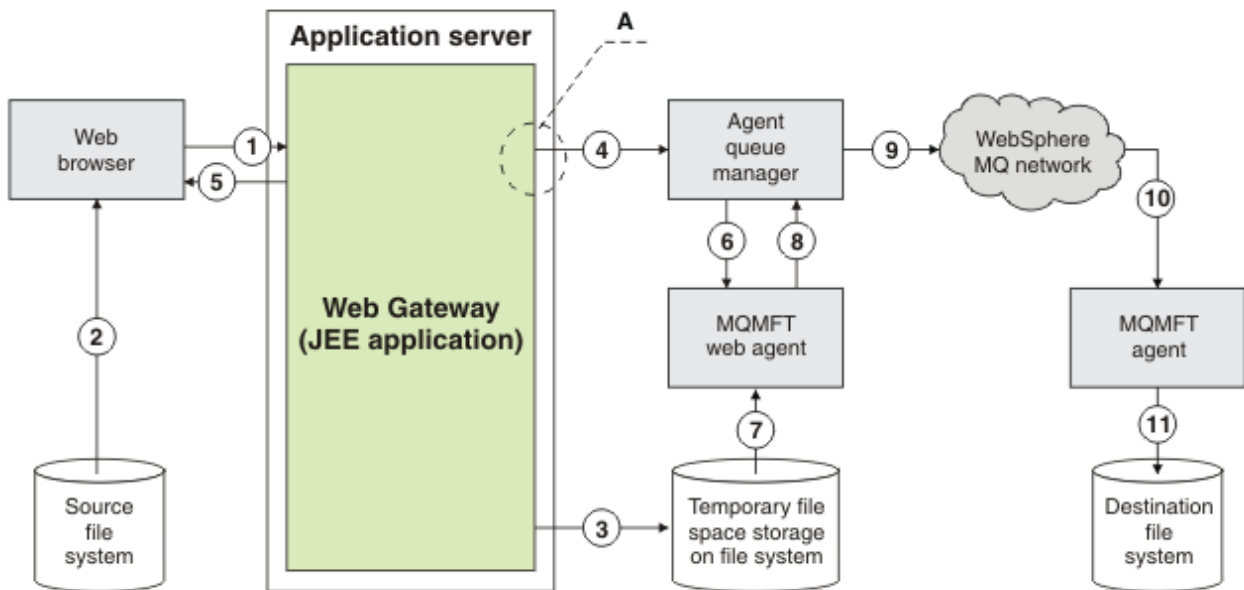 Application server
A
Web
browser
1
5
4
Agent
queue
manager
9
WebSphere
MQ network
10
6
8
2
Web Gateway
(JEE application)
MQMFT
web agent
MQMFT
agent
7
11
Source
file
system
3
Temporary file
space storage
on file system
Destination
file
system